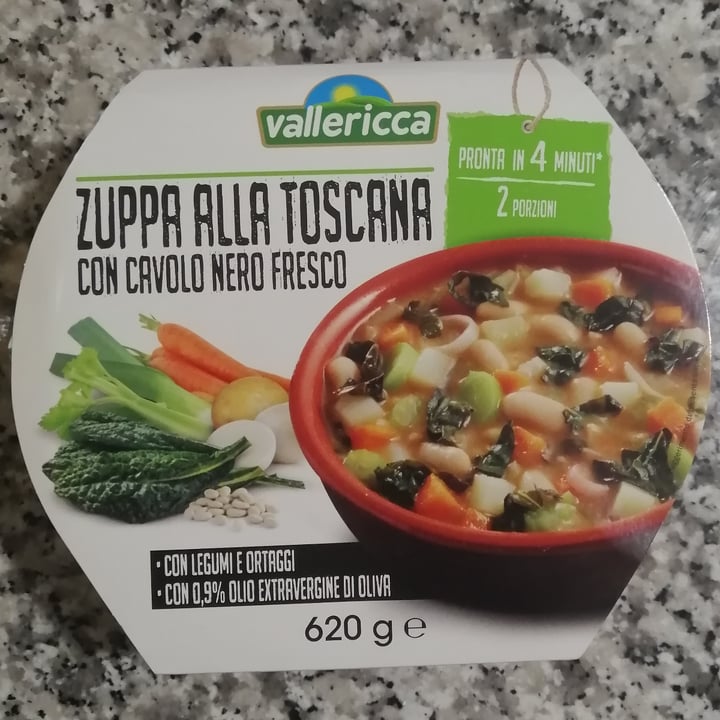 vallericca
PRONTA IN 4 MINUTI*
2 PORZIONI
ZUPPA ALLA TOSCANA
CON CAVOLO NERO FRESCO
• CON LEGUMI E ORTAGGI
• CON 0,9% OLIO EXTRAVERGINE DI OLIVA
620 g e